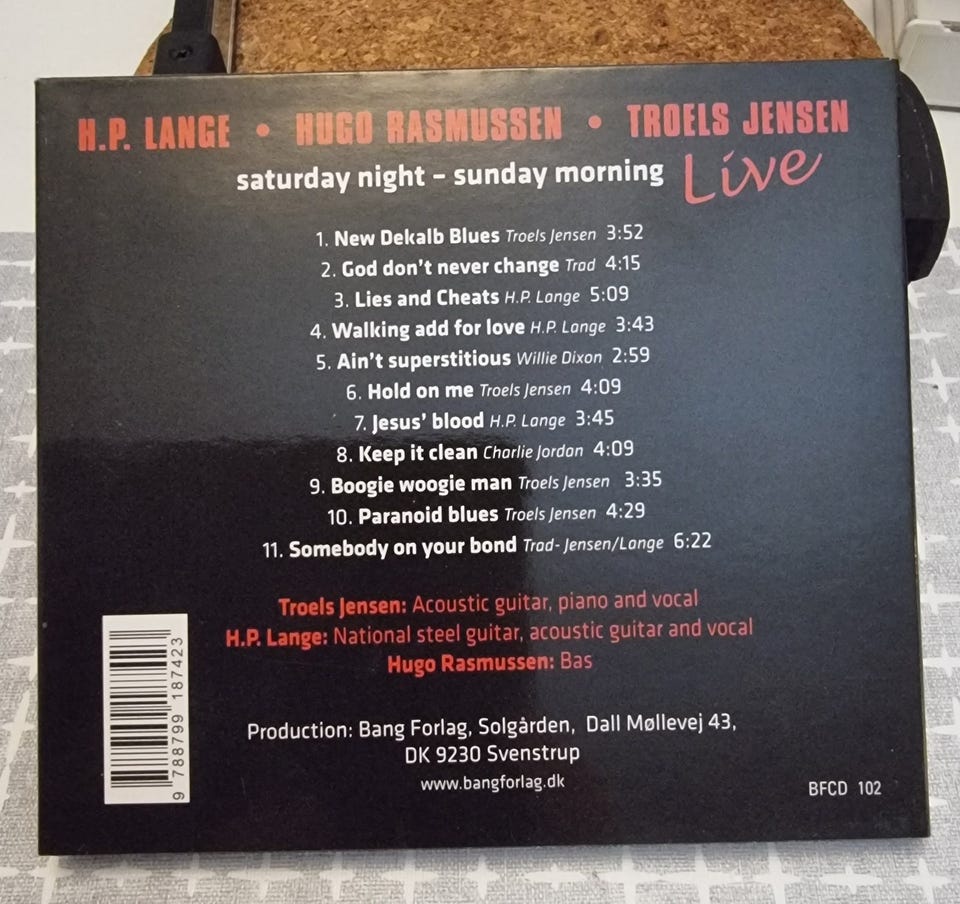 H.P. LANGE • HUGO RASMUSSEN • TROELS JENSEN
saturday night – sunday morning Live
1. New Dekalb Blues Troels Jensen 3:52
2. God don't never change Trad 4:15
3. Lies and Cheats H.P. Lange 5:09
4. Walking add for love H.P. Lange 3:43
5. Ain't superstitious Willie Dixon 2:59
6. Hold on me Troels Jensen 4:09
7. Jesus' blood H.P. Lange 3:45
8. Keep it clean Charlie Jordan 4:09
9. Boogie woogie man Troels Jensen 3:35
10. Paranoid blues Troels Jensen 4:29
11. Somebody on your bond Trad- Jensen/Lange 6:22
Troels Jensen: Acoustic guitar, piano and vocal
H.P. Lange: National steel guitar, acoustic guitar and vocal
Hugo Rasmussen: Bas
9 788799 187423
Production: Bang Forlag, Solgården, Dall Møllevej 43,
DK 9230 Svenstrup
www.bangforlag.dk
BFCD 102